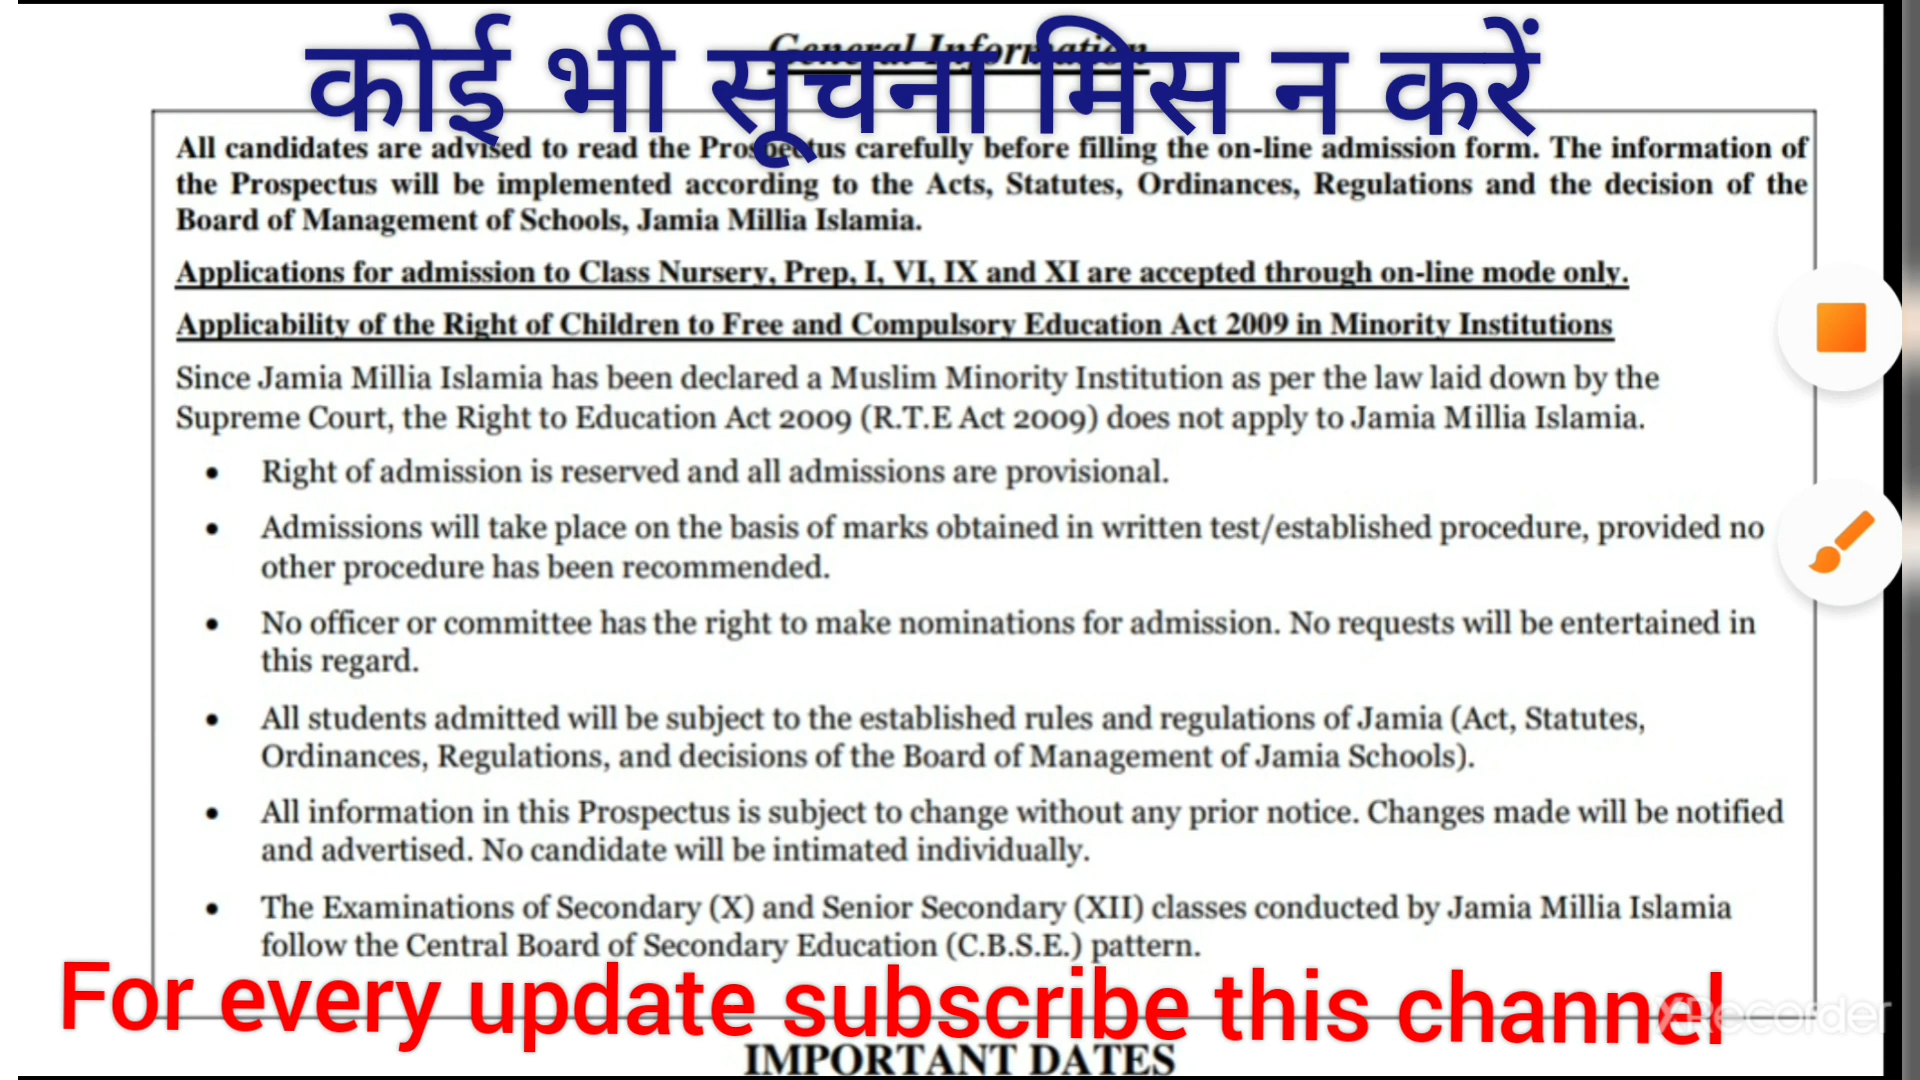 General Information
कोई भी सूचना मिस न करें
All candidates are advised to read the Prospectus carefully before filling the on-line admission form. The information of
the Prospectus will be implemented according to the Acts, Statutes, Ordinances, Regulations and the decision of the
Board of Management of Schools, Jamia Millia Islamia.
Applications for admission to Class Nursery, Prep, I, VI, IX and XI are accepted through on-line mode only.
Applicability of the Right of Children to Free and Compulsory Education Act 2009 in Minority Institutions
Since Jamia Millia Islamia has been declared a Muslim Minority Institution as per the law laid down by the
Supreme Court, the Right to Education Act 2009 (R.T.E Act 2009) does not apply to Jamia Millia Islamia.
• Right of admission is reserved and all admissions are provisional.
• Admissions will take place on the basis of marks obtained in written test/established procedure, provided no
other procedure has been recommended.
• No officer or committee has the right to make nominations for admission. No requests will be entertained in
this regard.
• All students admitted will be subject to the established rules and regulations of Jamia (Act, Statutes,
Ordinances, Regulations, and decisions of the Board of Management of Jamia Schools).
• All information in this Prospectus is subject to change without any prior notice. Changes made will be notified
and advertised. No candidate will be intimated individually.
• The Examinations of Secondary (X) and Senior Secondary (XII) classes conducted by Jamia Millia Islamia
follow the Central Board of Secondary Education (C.B.S.E.) pattern.
For every update subscribe this channel
XRecorder
IMPORTANT DATES